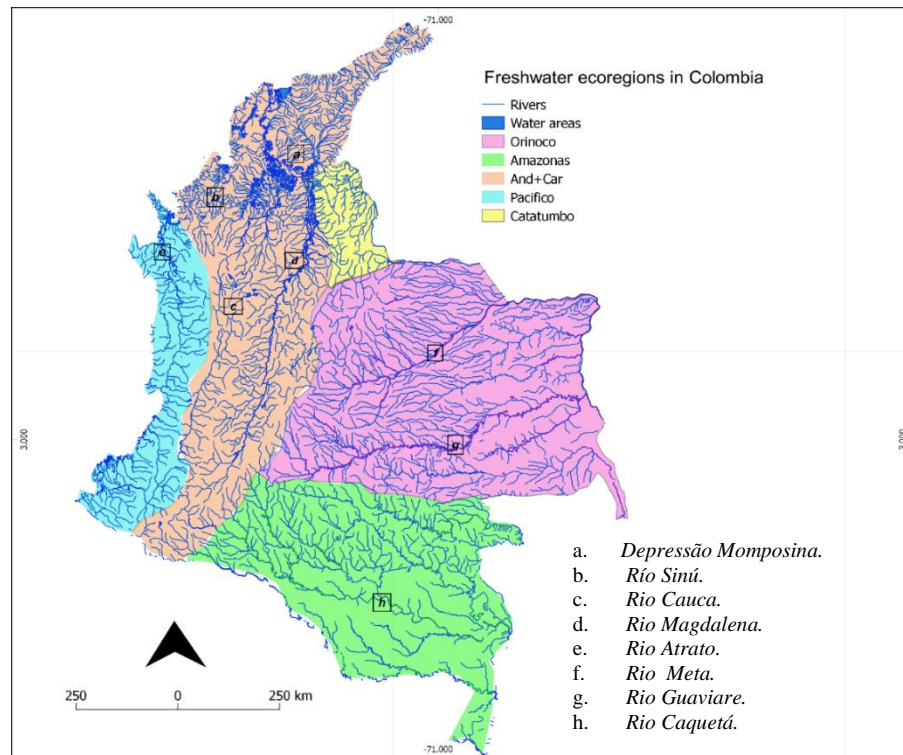 -71.000
Freshwater ecoregions in Colombia
Rivers
Water areas
Orinoco
Amazonas
And+Car
Pacifico
Catatumbo
a
b
e
d
c
f
3.000
3.000
g
h
a. Depressão Momposina.
b. Río Sinú.
c. Rio Cauca.
d. Rio Magdalena.
e. Rio Atrato.
f. Rio Meta.
g. Rio Guaviare.
h. Rio Caquetá.
250 0 250 km
-71.000